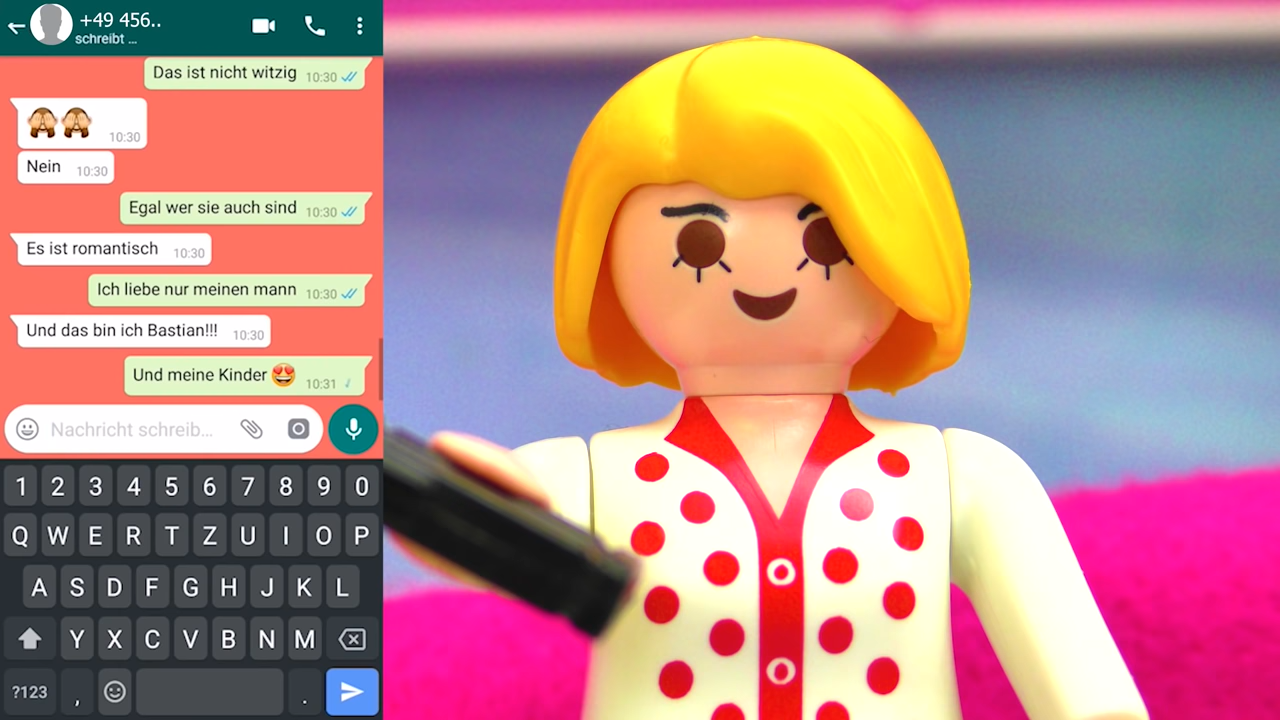 +49 456..
schreibt ...
Das ist nicht witzig 10:30
🙈🙈 10:30
Nein 10:30
Egal wer sie auch sind 10:30
Es ist romantisch 10:30
Ich liebe nur meinen mann 10:30
Und das bin ich Bastian!!! 10:30
Und meine Kinder 😍 10:31
Nachricht schreib...
1 2 3 4 5 6 7 8 9 0
Q W E R T Z U I O P
A S D F G H J K L
Y X C V B N M
?123 , .